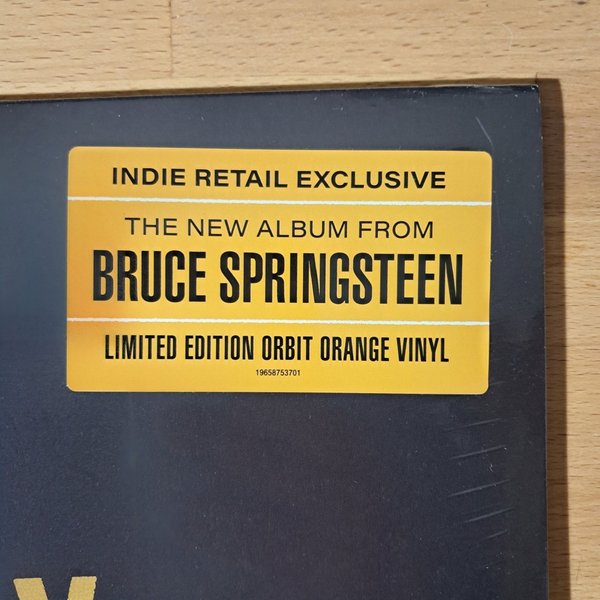 INDIE RETAIL EXCLUSIVE
THE NEW ALBUM FROM
BRUCE SPRINGSTEEN
LIMITED EDITION ORBIT ORANGE VINYL
19658753701